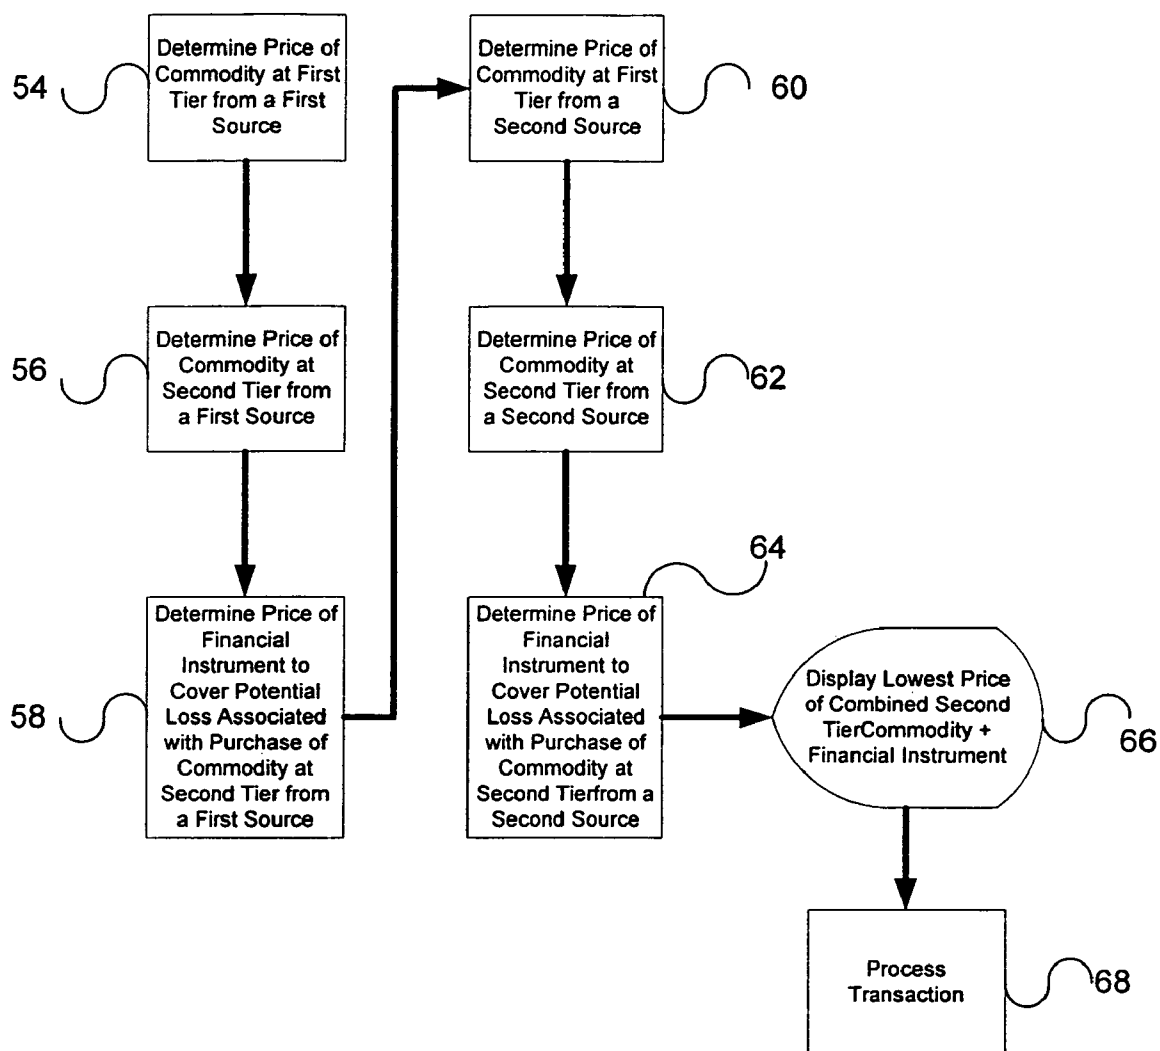 54
Determine Price of
Commodity at First
Tier from a First
Source
56
Determine Price of
Commodity at
Second Tier from
a First Source
58
Determine Price of
Financial
Instrument to
Cover Potential
Loss Associated
with Purchase of
Commodity at
Second Tier from
a First Source
Determine Price of
Commodity at First
Tier from a
Second Source
60
Determine Price of
Commodity at
Second Tier from
a Second Source
62
64
Determine Price of
Financial
Instrument to
Cover Potential
Loss Associated
with Purchase of
Commodity at
Second Tierfrom a
Second Source
Display Lowest Price
of Combined Second
TierCommodity +
Financial Instrument
66
Process
Transaction
68